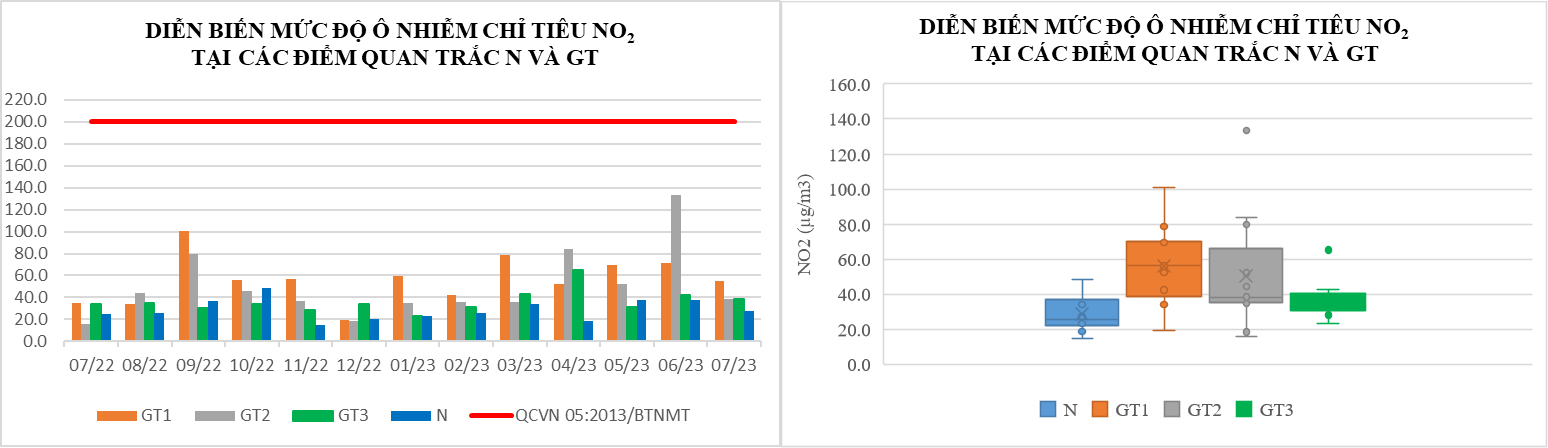 DIỄN BIẾN MỨC ĐỘ Ô NHIỄM CHỈ TIÊU NO₂
TẠI CÁC ĐIỂM QUAN TRẮC N VÀ GT
220.0
200.0
180.0
160.0
140.0
120.0
100.0
80.0
60.0
40.0
20.0
0.0
07/22 08/22 09/22 10/22 11/22 12/22 01/23 02/23 03/23 04/23 05/23 06/23 07/23
GT1 GT2 GT3 N QCVN 05:2013/BTNMT
DIỄN BIẾN MỨC ĐỘ Ô NHIỄM CHỈ TIÊU NO₂
TẠI CÁC ĐIỂM QUAN TRẮC N VÀ GT
NO2 (µg/m3)
160.0
140.0
120.0
100.0
80.0
60.0
40.0
20.0
0.0
N GT1 GT2 GT3